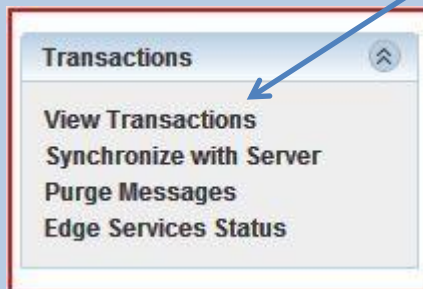 Transactions
View Transactions
Synchronize with Server
Purge Messages
Edge Services Status